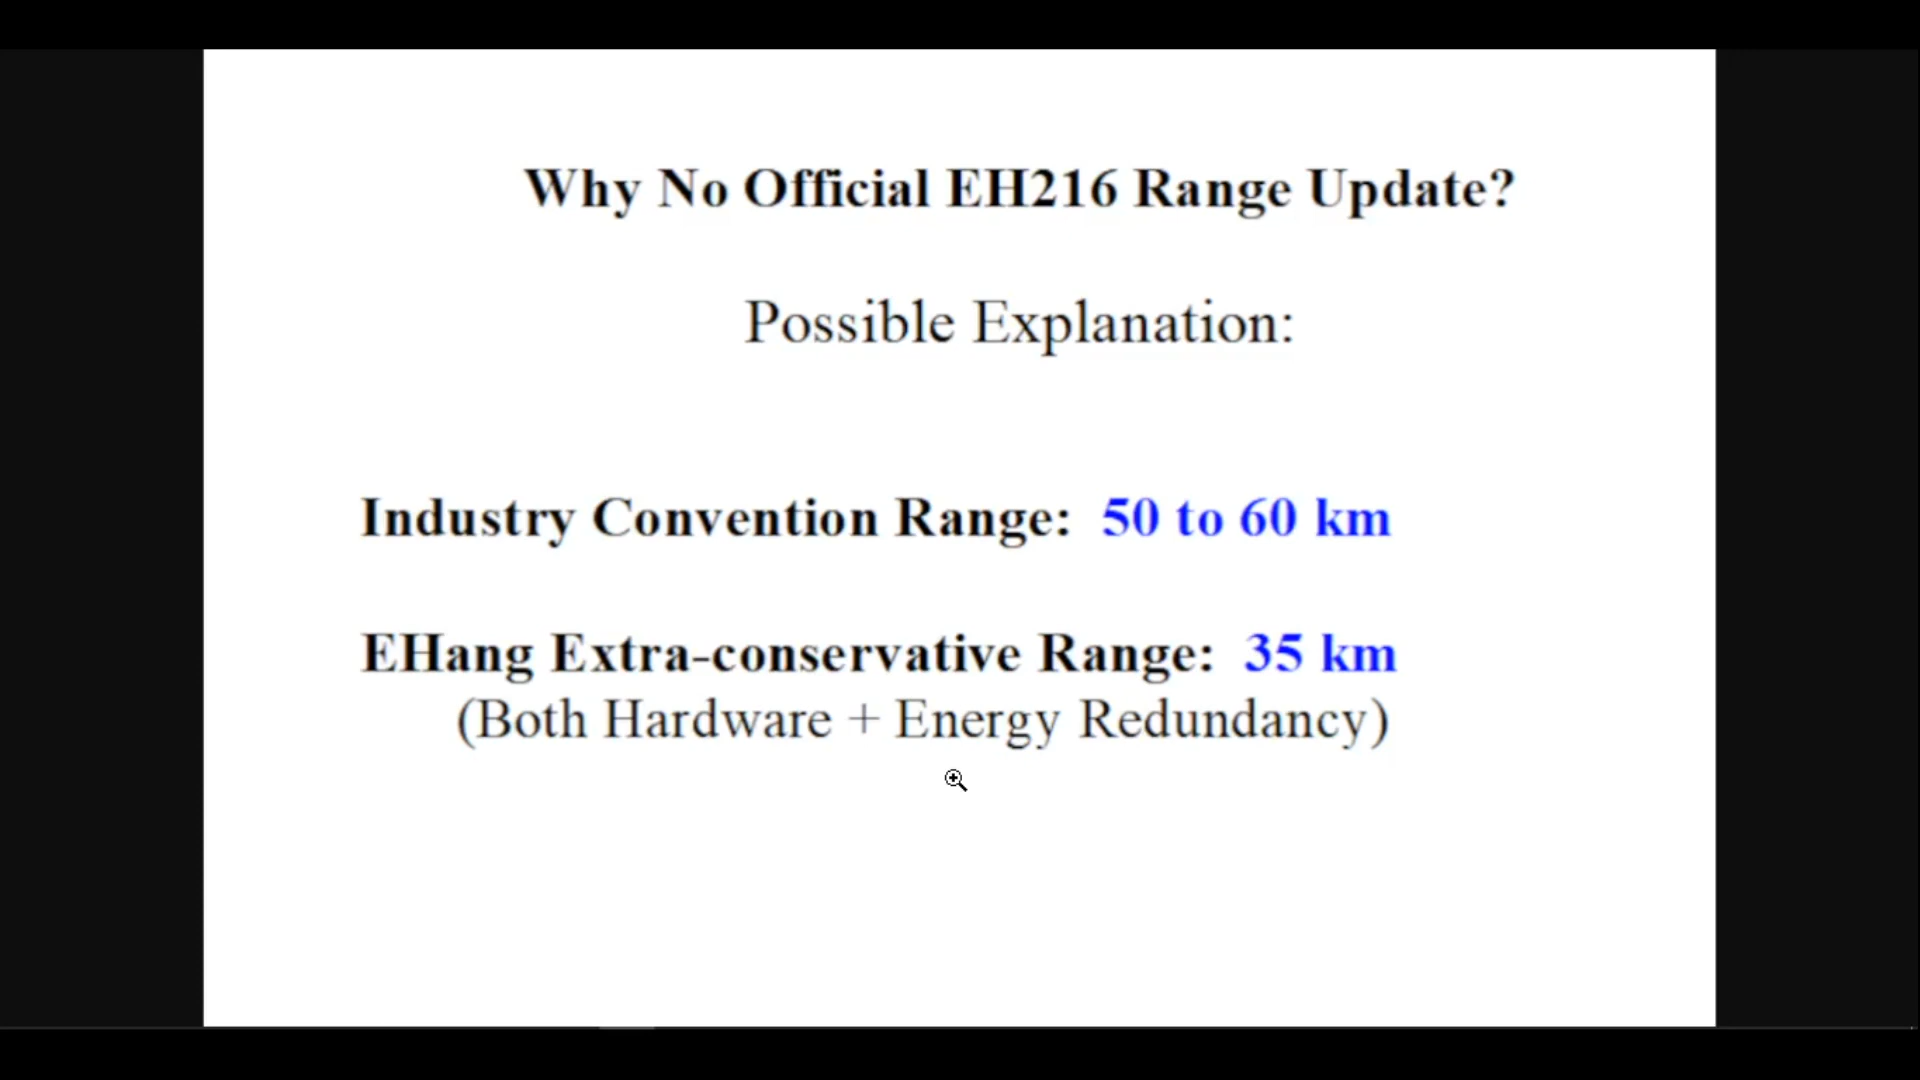 Why No Official EH216 Range Update?
Possible Explanation:
Industry Convention Range: 50 to 60 km
EHang Extra-conservative Range: 35 km
(Both Hardware + Energy Redundancy)